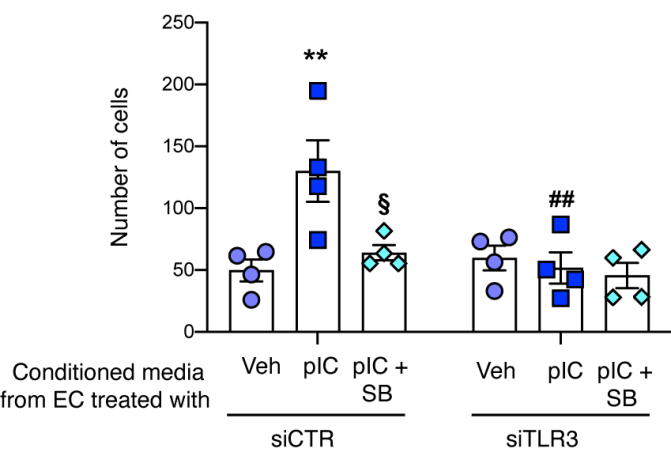 250
200
150
100
50
0
Number of cells
**
§
##
Veh pIC pIC + SB Veh pIC pIC + SB
Conditioned media
from EC treated with
siCTR siTLR3